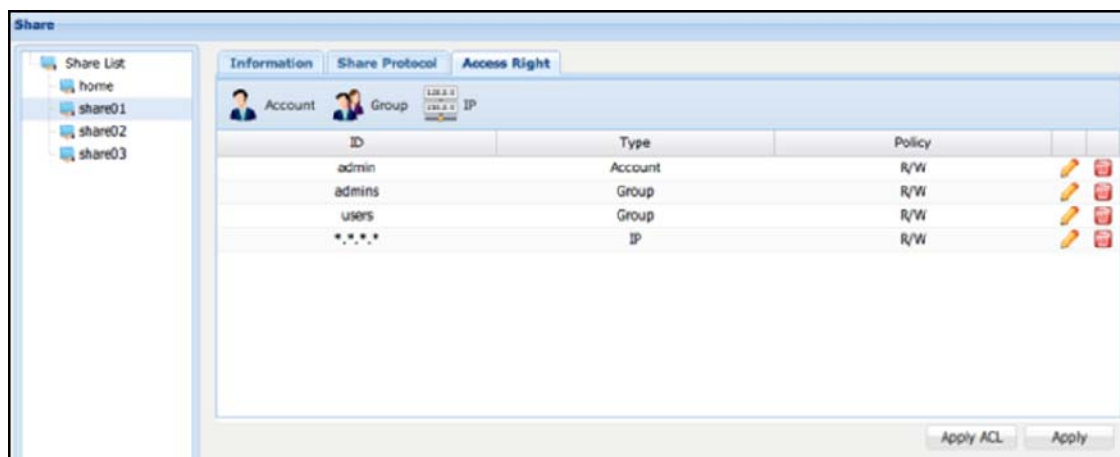 Share
Share List
home
share01
share02
share03
Information Share Protocol Access Right
Account Group IP
ID Type Policy
admin Account R/W
admins Group R/W
users Group R/W
*.*.*.* IP R/W
Apply ACL Apply